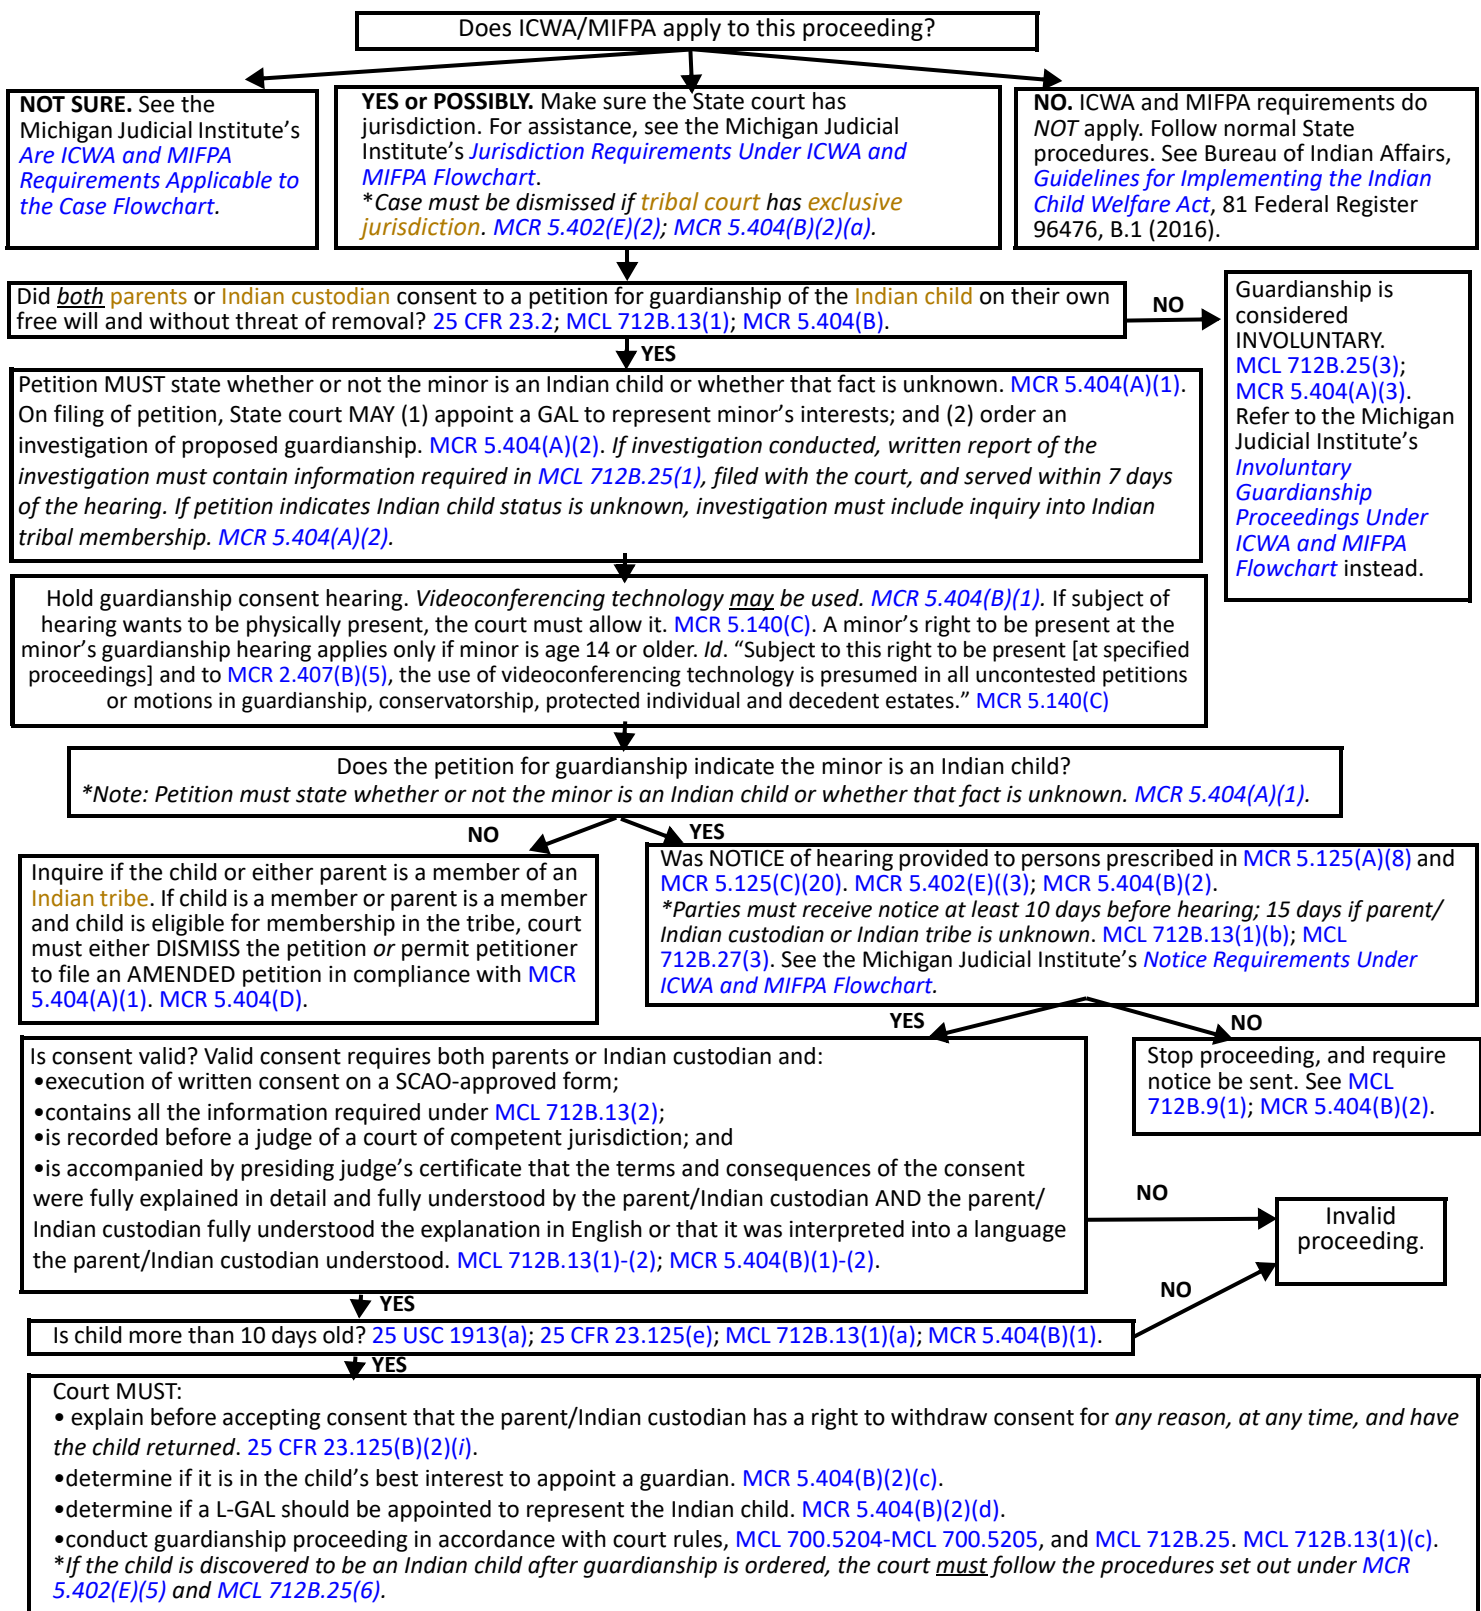 Does ICWA/MIFPA apply to this proceeding?
NOT SURE. See the
Michigan Judicial Institute’s
Are ICWA and MIFPA
Requirements Applicable to
the Case Flowchart.
YES or POSSIBLY. Make sure the State court has
jurisdiction. For assistance, see the Michigan Judicial
Institute’s Jurisdiction Requirements Under ICWA and
MIFPA Flowchart.
*Case must be dismissed if tribal court has exclusive
jurisdiction. MCR 5.402(E)(2); MCR 5.404(B)(2)(a).
NO. ICWA and MIFPA requirements do
NOT apply. Follow normal State
procedures. See Bureau of Indian Affairs,
Guidelines for Implementing the Indian
Child Welfare Act, 81 Federal Register
96476, B.1 (2016).
Did both parents or Indian custodian consent to a petition for guardianship of the Indian child on their own
free will and without threat of removal? 25 CFR 23.2; MCL 712B.13(1); MCR 5.404(B).
NO
Guardianship is
considered
INVOLUNTARY.
MCL 712B.25(3);
MCR 5.404(A)(3).
Refer to the Michigan
Judicial Institute’s
Involuntary
Guardianship
Proceedings Under
ICWA and MIFPA
Flowchart instead.
YES
Petition MUST state whether or not the minor is an Indian child or whether that fact is unknown. MCR 5.404(A)(1).
On filing of petition, State court MAY (1) appoint a GAL to represent minor’s interests; and (2) order an
investigation of proposed guardianship. MCR 5.404(A)(2). If investigation conducted, written report of the
investigation must contain information required in MCL 712B.25(1), filed with the court, and served within 7 days
of the hearing. If petition indicates Indian child status is unknown, investigation must include inquiry into Indian
tribal membership. MCR 5.404(A)(2).
Hold guardianship consent hearing. Videoconferencing technology may be used. MCR 5.404(B)(1). If subject of
hearing wants to be physically present, the court must allow it. MCR 5.140(C). A minor’s right to be present at the
minor’s guardianship hearing applies only if minor is age 14 or older. Id. “Subject to this right to be present [at specified
proceedings] and to MCR 2.407(B)(5), the use of videoconferencing technology is presumed in all uncontested petitions
or motions in guardianship, conservatorship, protected individual and decedent estates.” MCR 5.140(C)
Does the petition for guardianship indicate the minor is an Indian child?
*Note: Petition must state whether or not the minor is an Indian child or whether that fact is unknown. MCR 5.404(A)(1).
NO
YES
Inquire if the child or either parent is a member of an
Indian tribe. If child is a member or parent is a member
and child is eligible for membership in the tribe, court
must either DISMISS the petition or permit petitioner
to file an AMENDED petition in compliance with MCR
5.404(A)(1). MCR 5.404(D).
Was NOTICE of hearing provided to persons prescribed in MCR 5.125(A)(8) and
MCR 5.125(C)(20). MCR 5.402(E)((3); MCR 5.404(B)(2).
*Parties must receive notice at least 10 days before hearing; 15 days if parent/
Indian custodian or Indian tribe is unknown. MCL 712B.13(1)(b); MCL
712B.27(3). See the Michigan Judicial Institute’s Notice Requirements Under
ICWA and MIFPA Flowchart.
YES
NO
Is consent valid? Valid consent requires both parents or Indian custodian and:
•execution of written consent on a SCAO-approved form;
•contains all the information required under MCL 712B.13(2);
•is recorded before a judge of a court of competent jurisdiction; and
•is accompanied by presiding judge’s certificate that the terms and consequences of the consent
were fully explained in detail and fully understood by the parent/Indian custodian AND the parent/
Indian custodian fully understood the explanation in English or that it was interpreted into a language
the parent/Indian custodian understood. MCL 712B.13(1)-(2); MCR 5.404(B)(1)-(2).
Stop proceeding, and require
notice be sent. See MCL
712B.9(1); MCR 5.404(B)(2).
NO
Invalid
proceeding.
NO
YES
Is child more than 10 days old? 25 USC 1913(a); 25 CFR 23.125(e); MCL 712B.13(1)(a); MCR 5.404(B)(1).
YES
Court MUST:
• explain before accepting consent that the parent/Indian custodian has a right to withdraw consent for any reason, at any time, and have
the child returned. 25 CFR 23.125(B)(2)(i).
•determine if it is in the child’s best interest to appoint a guardian. MCR 5.404(B)(2)(c).
•determine if a L-GAL should be appointed to represent the Indian child. MCR 5.404(B)(2)(d).
•conduct guardianship proceeding in accordance with court rules, MCL 700.5204-MCL 700.5205, and MCL 712B.25. MCL 712B.13(1)(c).
*If the child is discovered to be an Indian child after guardianship is ordered, the court must follow the procedures set out under MCR
5.402(E)(5) and MCL 712B.25(6).